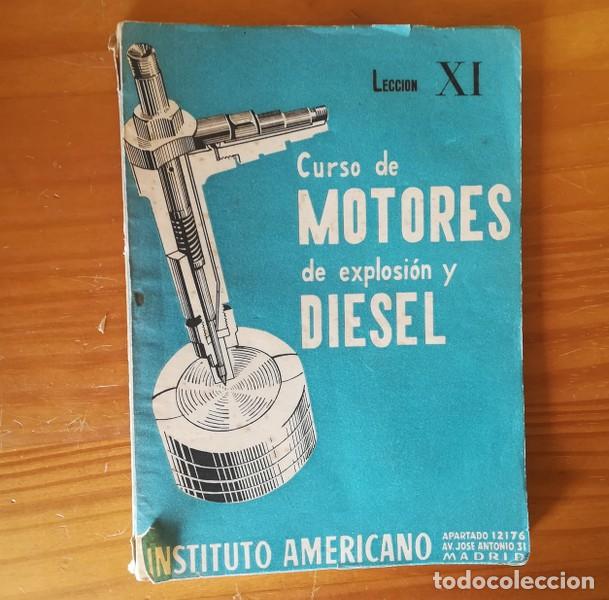 LECCION XI
Curso de
MOTORES
de explosión y
DIESEL
INSTITUTO AMERICANO
APARTADO 12176
AV. JOSE ANTONIO 31
MADRID
todocoleccion